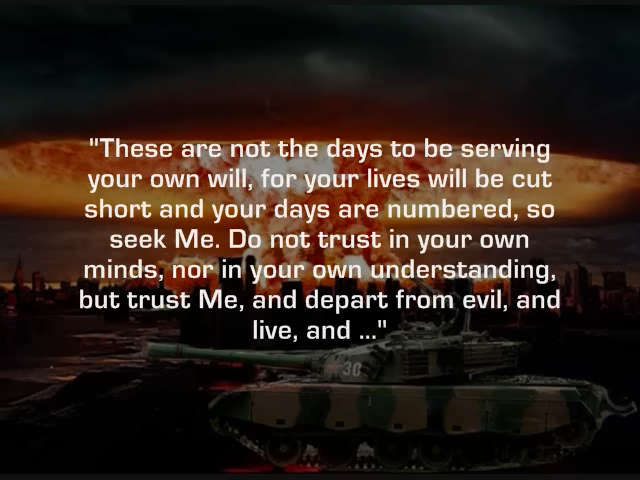 "These are not the days to be serving
your own will, for your lives will be cut
short and your days are numbered, so
seek Me. Do not trust in your own
minds, nor in your own understanding,
but trust Me, and depart from evil, and
live, and ..."
30